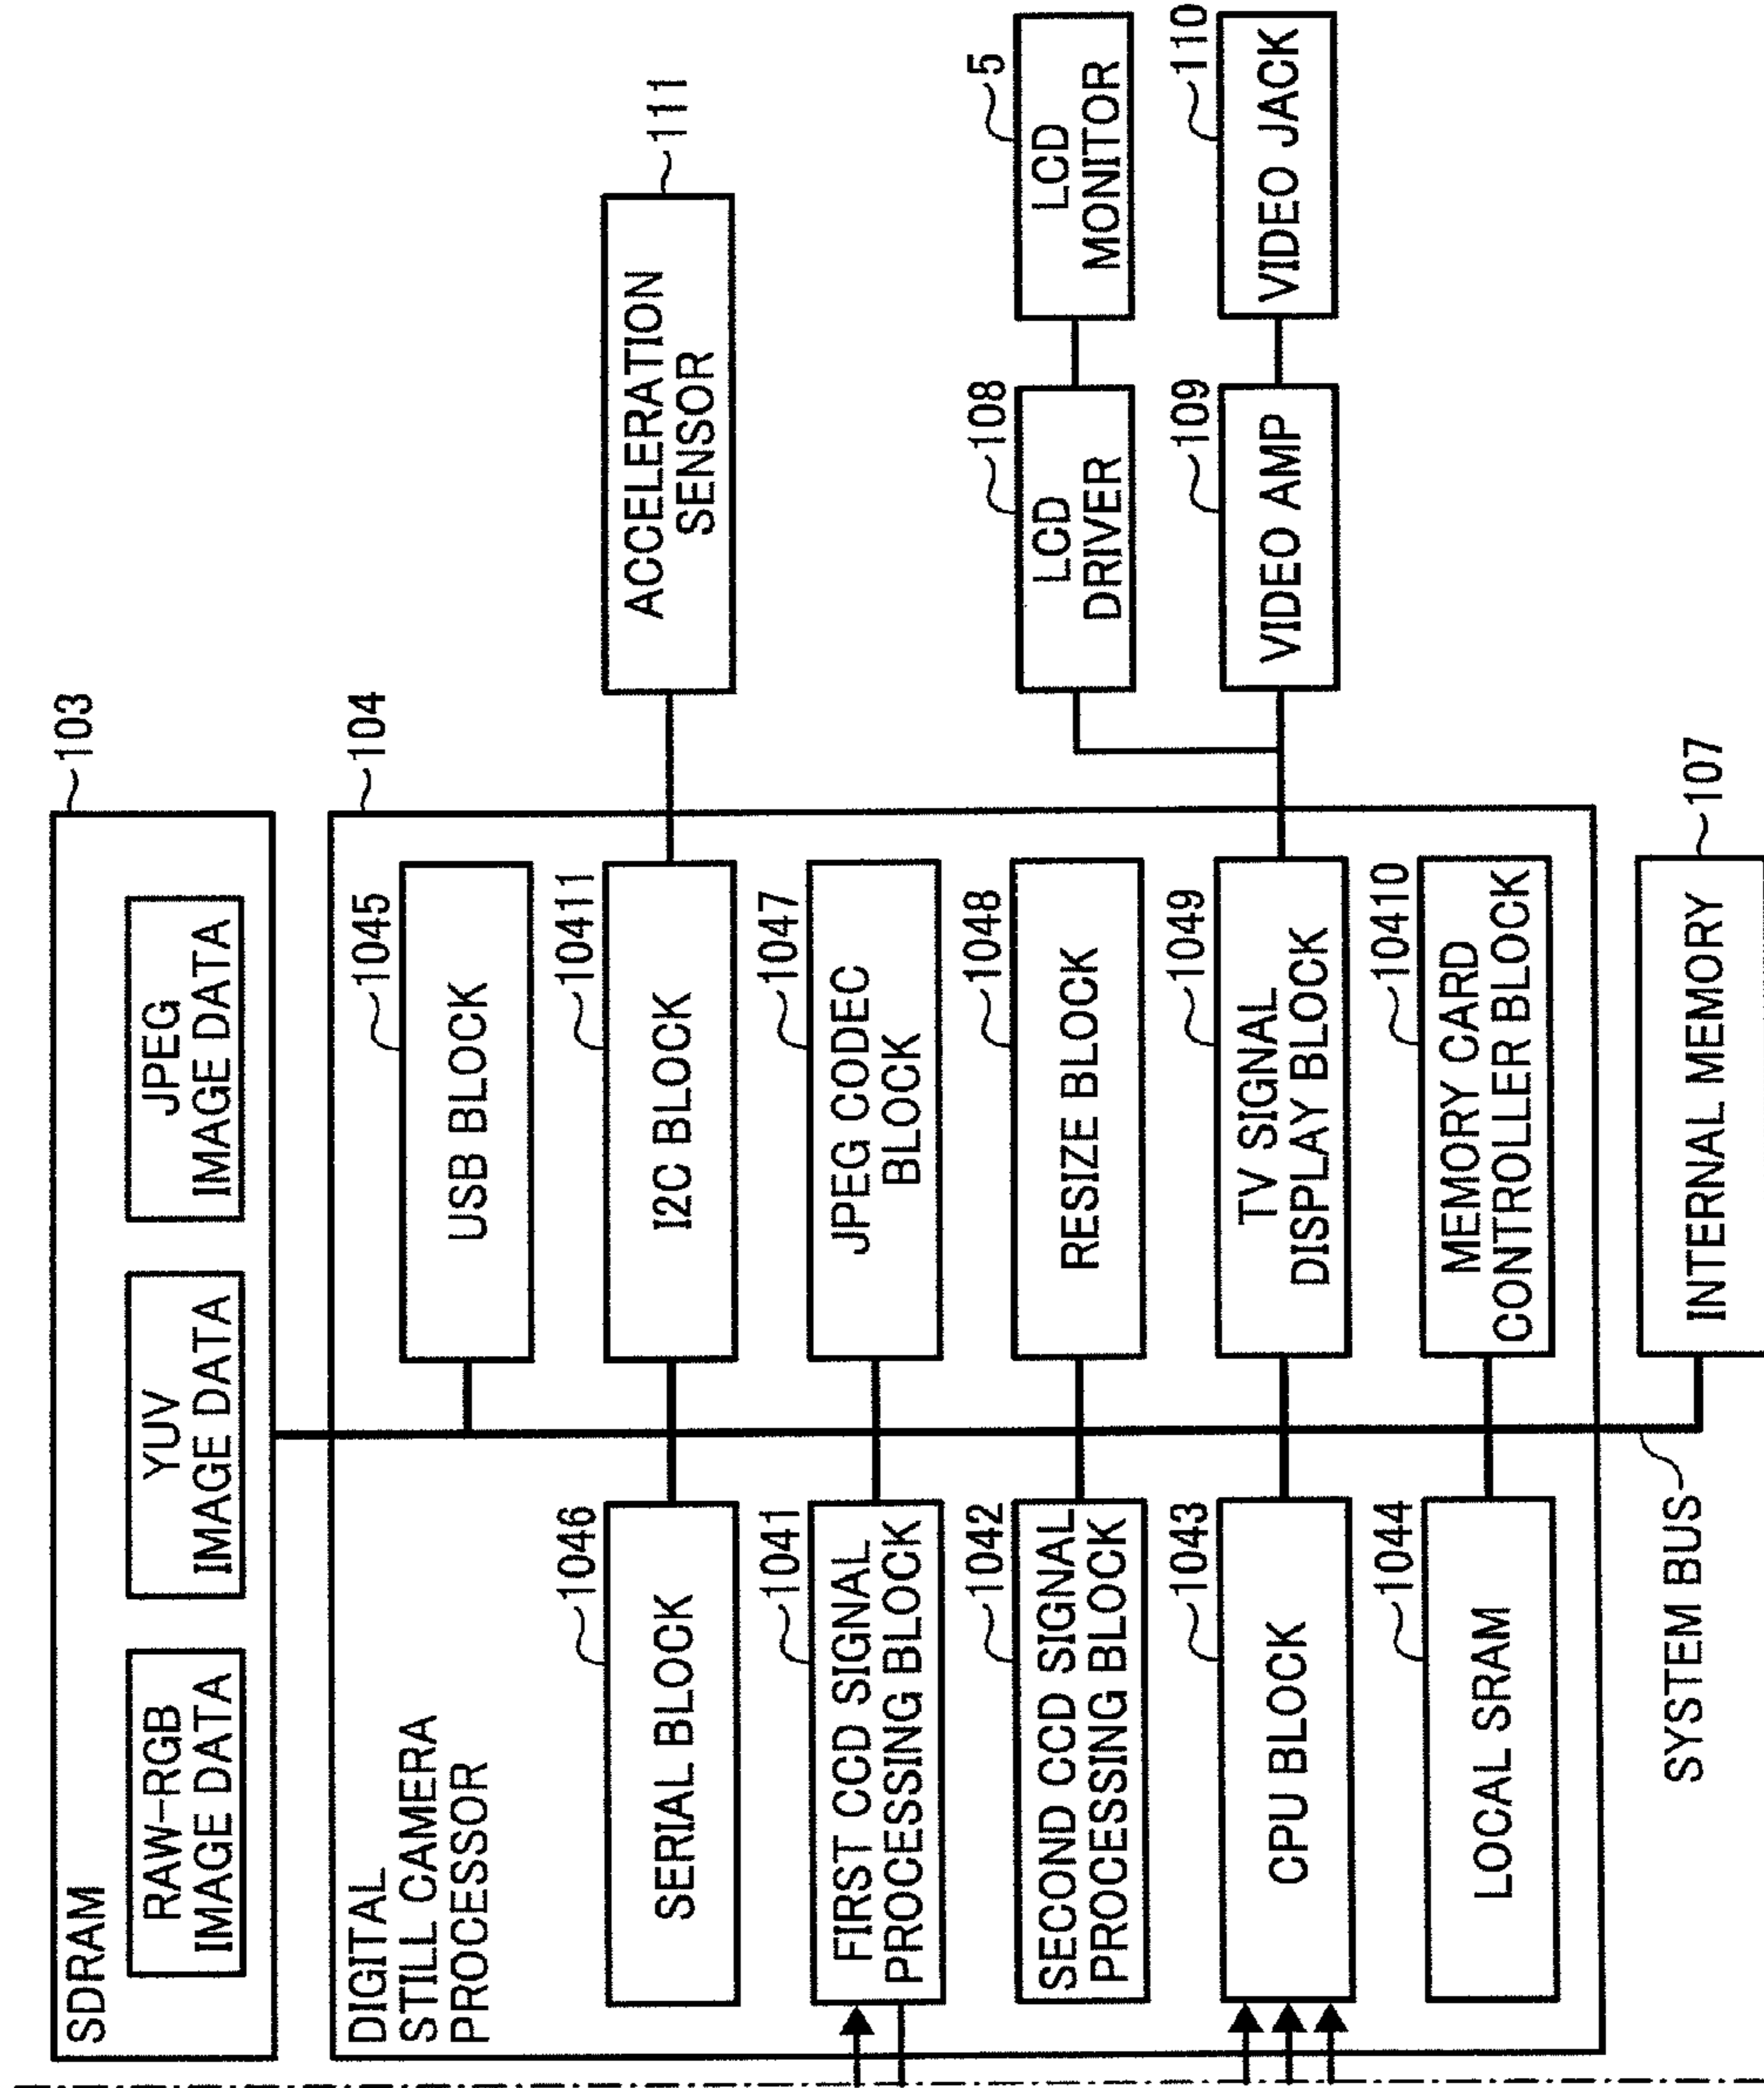 SDRAM
103
RAW-RGB
IMAGE DATA
YUV
IMAGE DATA
JPEG
IMAGE DATA
DIGITAL
STILL CAMERA
PROCESSOR
104
1045
USB BLOCK
1046
SERIAL BLOCK
10411
I2C BLOCK
ACCELERATION
SENSOR
111
1041
FIRST CCD SIGNAL
PROCESSING BLOCK
1047
JPEG CODEC
BLOCK
1042
SECOND CCD SIGNAL
PROCESSING BLOCK
1048
RESIZE BLOCK
108
LCD
DRIVER
5
LCD
MONITOR
1043
CPU BLOCK
1049
TV SIGNAL
DISPLAY BLOCK
109
VIDEO AMP
110
VIDEO JACK
1044
LOCAL SRAM
10410
MEMORY CARD
CONTROLLER BLOCK
SYSTEM BUS
INTERNAL MEMORY
107